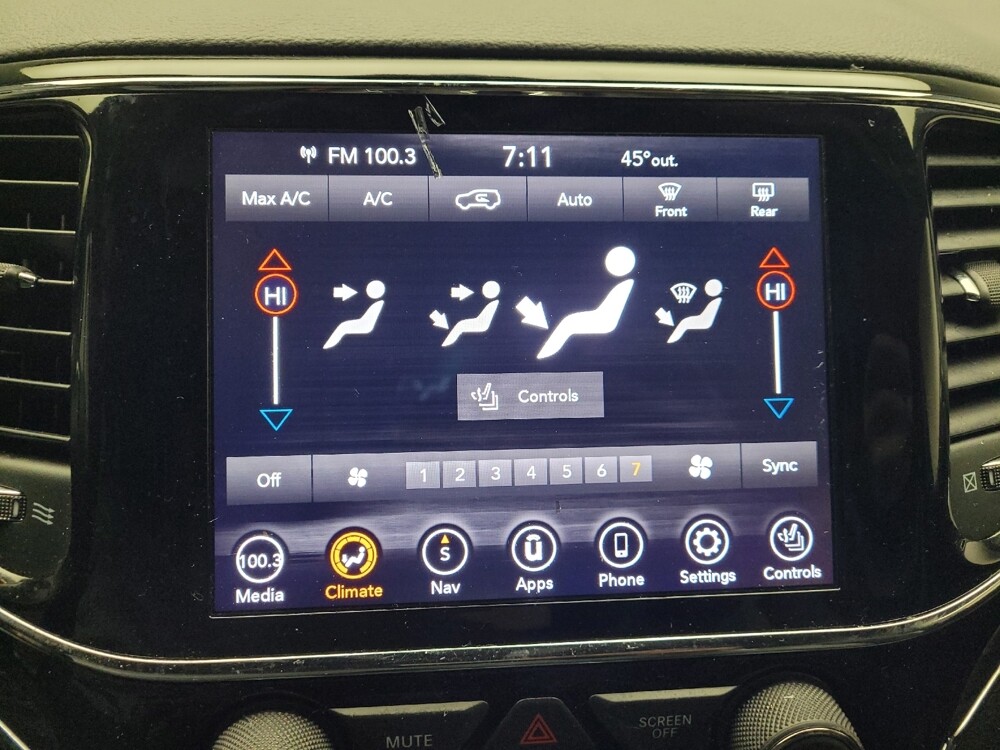 FM 100.3 7:11 45°out.
Max A/C A/C Auto Front Rear
HI HI
Controls
Off 1 2 3 4 5 6 7 Sync
100.3 S
Media Climate Nav Apps Phone Settings Controls
MUTE SCREEN
OFF